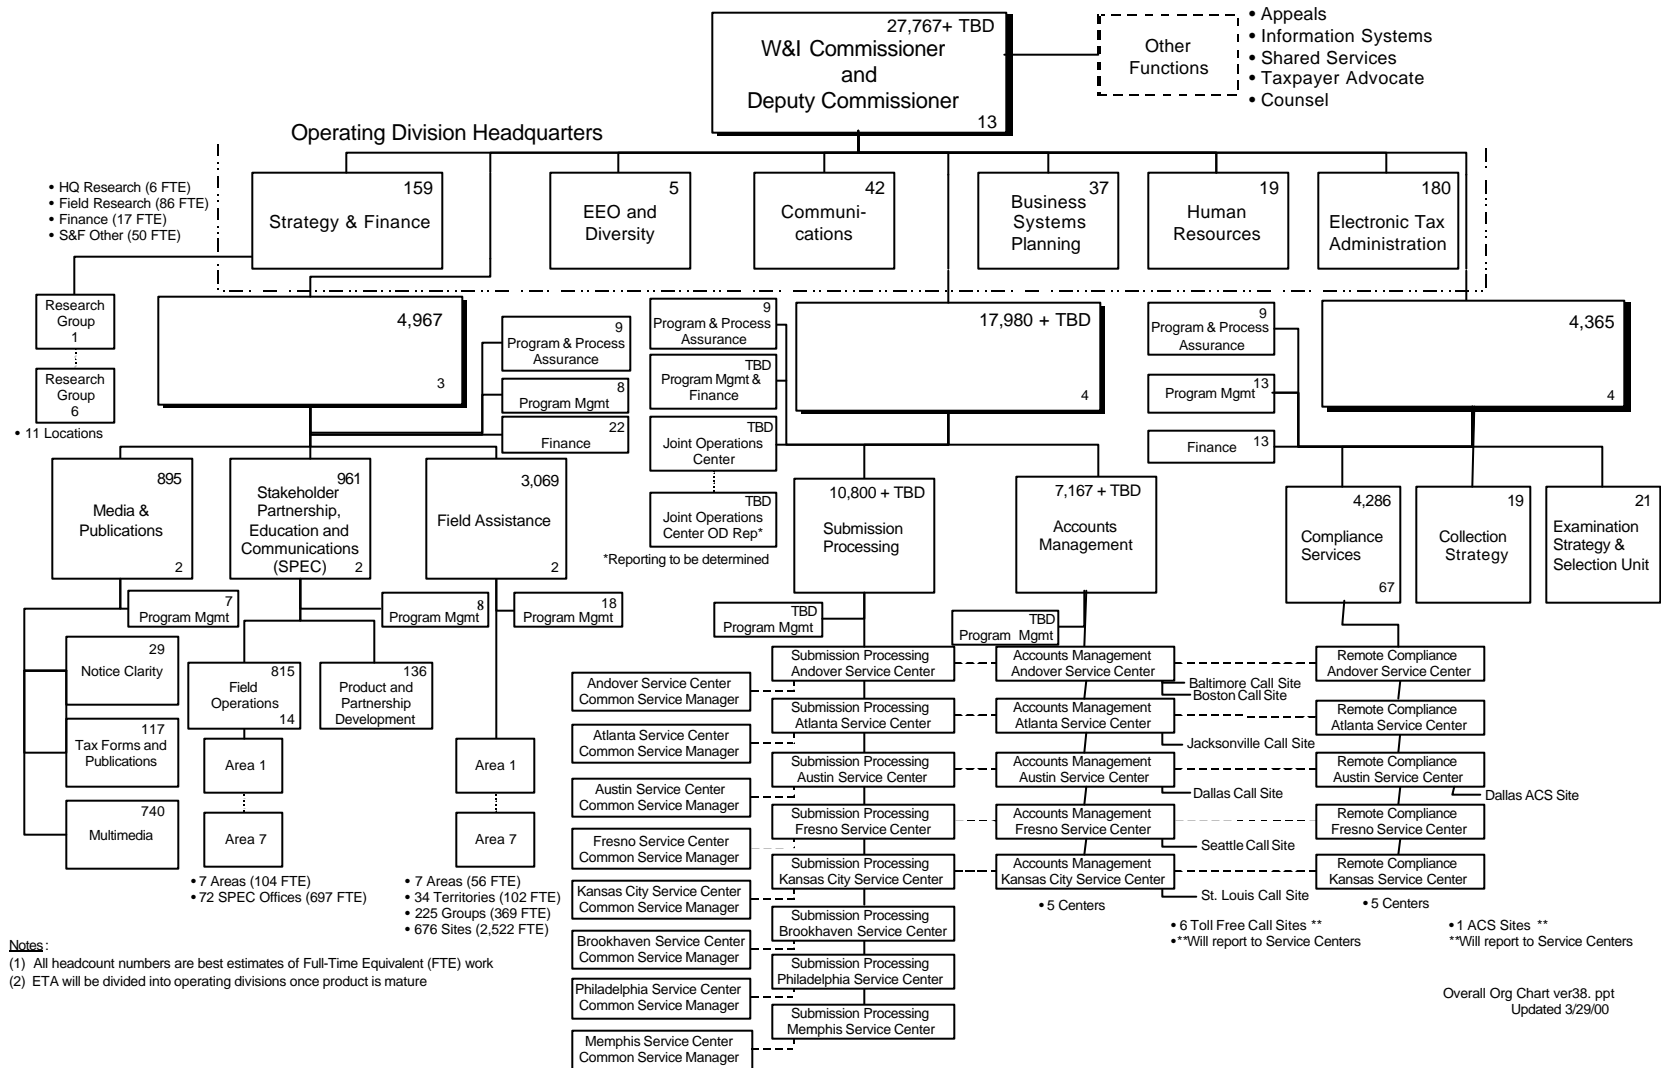 27,767+ TBD
W&I Commissioner
and
Deputy Commissioner
13
Other
Functions
• Appeals
• Information Systems
• Shared Services
• Taxpayer Advocate
• Counsel
Operating Division Headquarters
• HQ Research (6 FTE)
• Field Research (86 FTE)
• Finance (17 FTE)
• S&F Other (50 FTE)
159
Strategy & Finance
5
EEO and
Diversity
42
Communi-
cations
37
Business
Systems
Planning
19
Human
Resources
180
Electronic Tax
Administration
Research
Group
1
Research
Group
6
• 11 Locations
4,967
3
9
Program & Process
Assurance
8
Program Mgmt
22
Finance
9
Program & Process
Assurance
TBD
Program Mgmt &
Finance
TBD
Joint Operations
Center
TBD
Joint Operations
Center OD Rep*
*Reporting to be determined
17,980 + TBD
4
9
Program & Process
Assurance
13
Program Mgmt
13
Finance
4,365
4
895
Media &
Publications
2
961
Stakeholder
Partnership,
Education and
Communications
(SPEC)
2
3,069
Field Assistance
2
10,800 + TBD
Submission
Processing
7,167 + TBD
Accounts
Management
4,286
Compliance
Services
67
19
Collection
Strategy
21
Examination
Strategy &
Selection Unit
7
Program Mgmt
8
Program Mgmt
18
Program Mgmt
TBD
Program Mgmt
TBD
Program Mgmt
29
Notice Clarity
117
Tax Forms and
Publications
740
Multimedia
815
Field
Operations
14
136
Product and
Partnership
Development
Area 1
Area 7
• 7 Areas (104 FTE)
• 72 SPEC Offices (697 FTE)
Area 1
Area 7
• 7 Areas (56 FTE)
• 34 Territories (102 FTE)
• 225 Groups (369 FTE)
• 676 Sites (2,522 FTE)
Andover Service Center
Common Service Manager
Atlanta Service Center
Common Service Manager
Austin Service Center
Common Service Manager
Fresno Service Center
Common Service Manager
Kansas City Service Center
Common Service Manager
Brookhaven Service Center
Common Service Manager
Philadelphia Service Center
Common Service Manager
Memphis Service Center
Common Service Manager
Submission Processing
Andover Service Center
Submission Processing
Atlanta Service Center
Submission Processing
Austin Service Center
Submission Processing
Fresno Service Center
Submission Processing
Kansas City Service Center
Submission Processing
Brookhaven Service Center
Submission Processing
Philadelphia Service Center
Submission Processing
Memphis Service Center
Accounts Management
Andover Service Center
Baltimore Call Site
Boston Call Site
Accounts Management
Atlanta Service Center
Jacksonville Call Site
Accounts Management
Austin Service Center
Dallas Call Site
Accounts Management
Fresno Service Center
Seattle Call Site
Accounts Management
Kansas City Service Center
St. Louis Call Site
• 5 Centers
• 6 Toll Free Call Sites **
• **Will report to Service Centers
Remote Compliance
Andover Service Center
Remote Compliance
Atlanta Service Center
Remote Compliance
Austin Service Center
Dallas ACS Site
Remote Compliance
Fresno Service Center
Remote Compliance
Kansas Service Center
• 5 Centers
• 1 ACS Sites **
**Will report to Service Centers
Notes:
(1) All headcount numbers are best estimates of Full-Time Equivalent (FTE) work
(2) ETA will be divided into operating divisions once product is mature
Overall Org Chart ver38. ppt
Updated 3/29/00